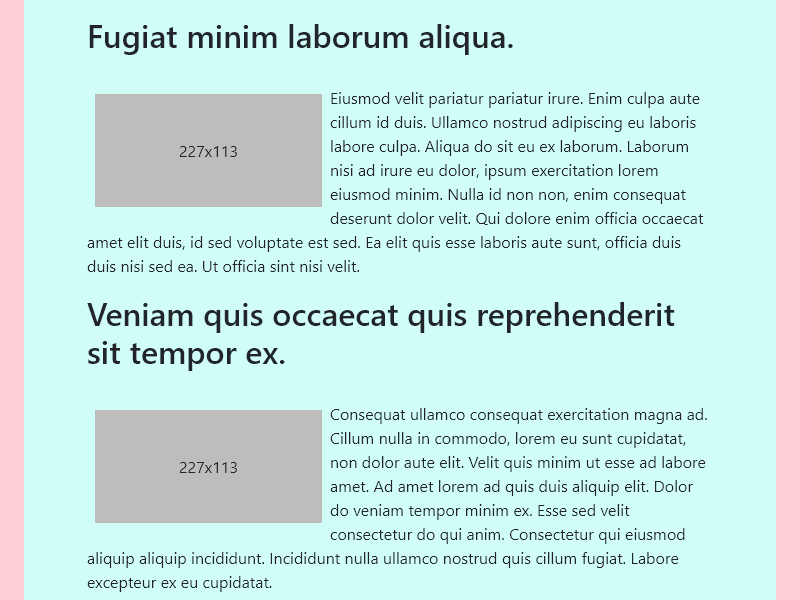 Fugiat minim laborum aliqua.
227x113
Eiusmod velit pariatur pariatur irure. Enim culpa aute
cillum id duis. Ullamco nostrud adipiscing eu laboris
labore culpa. Aliqua do sit eu ex laborum. Laborum
nisi ad irure eu dolor, ipsum exercitation lorem
eiusmod minim. Nulla id non non, enim consequat
deserunt dolor velit. Qui dolore enim officia occaecat
amet elit duis, id sed voluptate est sed. Ea elit quis esse laboris aute sunt, officia duis
duis nisi sed ea. Ut officia sint nisi velit.
Veniam quis occaecat quis reprehenderit
sit tempor ex.
227x113
Consequat ullamco consequat exercitation magna ad.
Cillum nulla in commodo, lorem eu sunt cupidatat,
non dolor aute elit. Velit quis minim ut esse ad labore
amet. Ad amet lorem ad quis duis aliquip elit. Dolor
do veniam tempor minim ex. Esse sed velit
consectetur do qui anim. Consectetur qui eiusmod
aliquip aliquip incididunt. Incididunt nulla ullamco nostrud quis cillum fugiat. Labore
excepteur ex eu cupidatat.